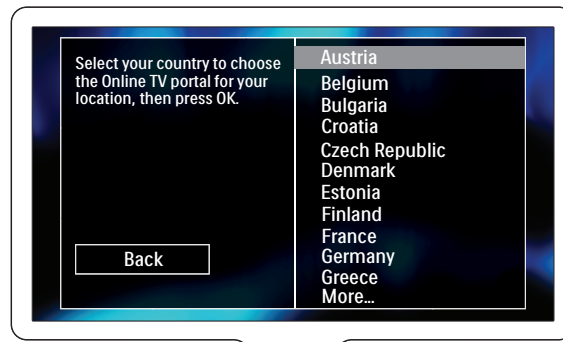 Select your country to choose
the Online TV portal for your
location, then press OK.
Back
Austria
Belgium
Bulgaria
Croatia
Czech Republic
Denmark
Estonia
Finland
France
Germany
Greece
More...